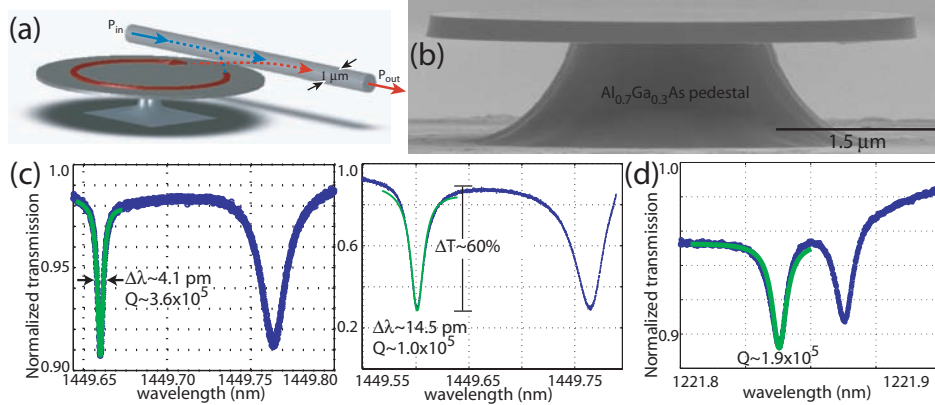 (a)
P_in
1 μm
P_out
(b)
Al_0.7Ga_0.3As pedestal
1.5 μm
(c)
Normalized transmission
1.0
0.95
0.90
Δλ~4.1 pm
Q~3.6x10^5
1449.65 1449.70 1449.75 1449.80
wavelength (nm)
1.0
0.6
0.2
ΔT~60%
Δλ~14.5 pm
Q~1.0x10^5
1449.55 1449.65 1449.75
wavelength (nm)
(d)
Normalized transmission
1.0
0.9
Q~1.9x10^5
1221.8 1221.9
wavelength (nm)